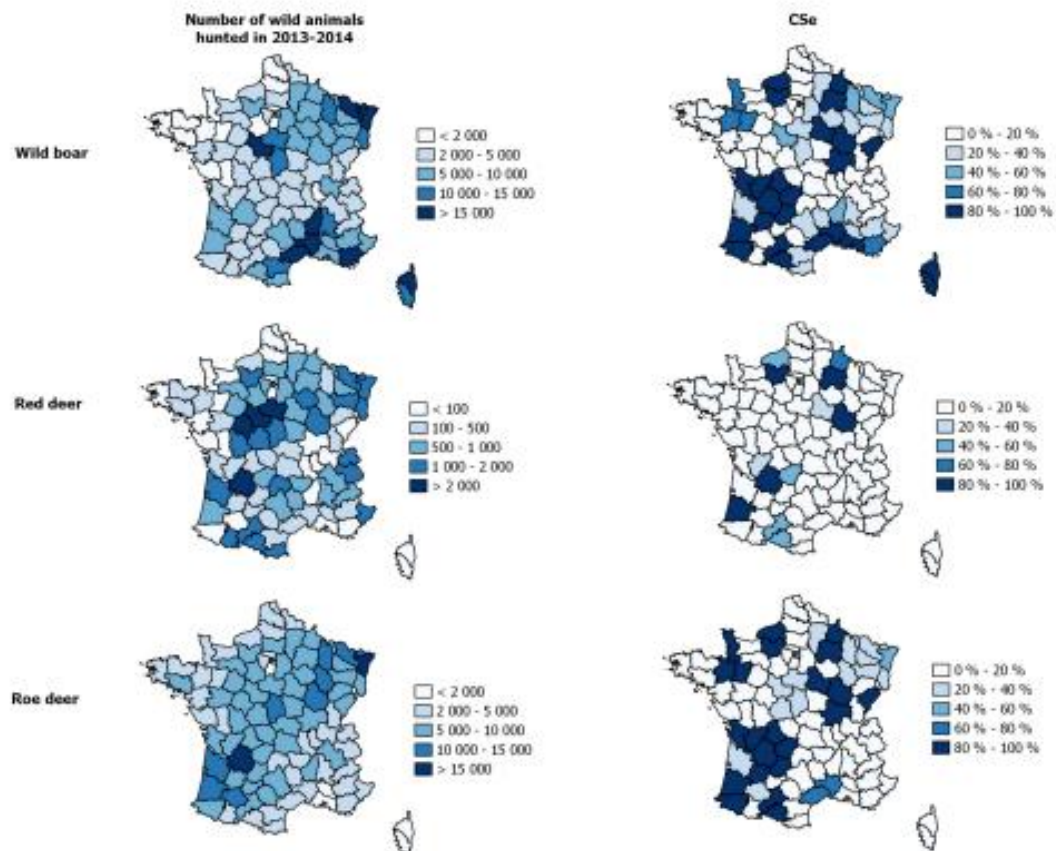 Number of wild animals
hunted in 2013-2014
CSe
Wild boar
< 2 000
2 000 - 5 000
5 000 - 10 000
10 000 - 15 000
> 15 000
0 % - 20 %
20 % - 40 %
40 % - 60 %
60 % - 80 %
80 % - 100 %
Red deer
< 100
100 - 500
500 - 1 000
1 000 - 2 000
> 2 000
0 % - 20 %
20 % - 40 %
40 % - 60 %
60 % - 80 %
80 % - 100 %
Roe deer
< 2 000
2 000 - 5 000
5 000 - 10 000
10 000 - 15 000
> 15 000
0 % - 20 %
20 % - 40 %
40 % - 60 %
60 % - 80 %
80 % - 100 %